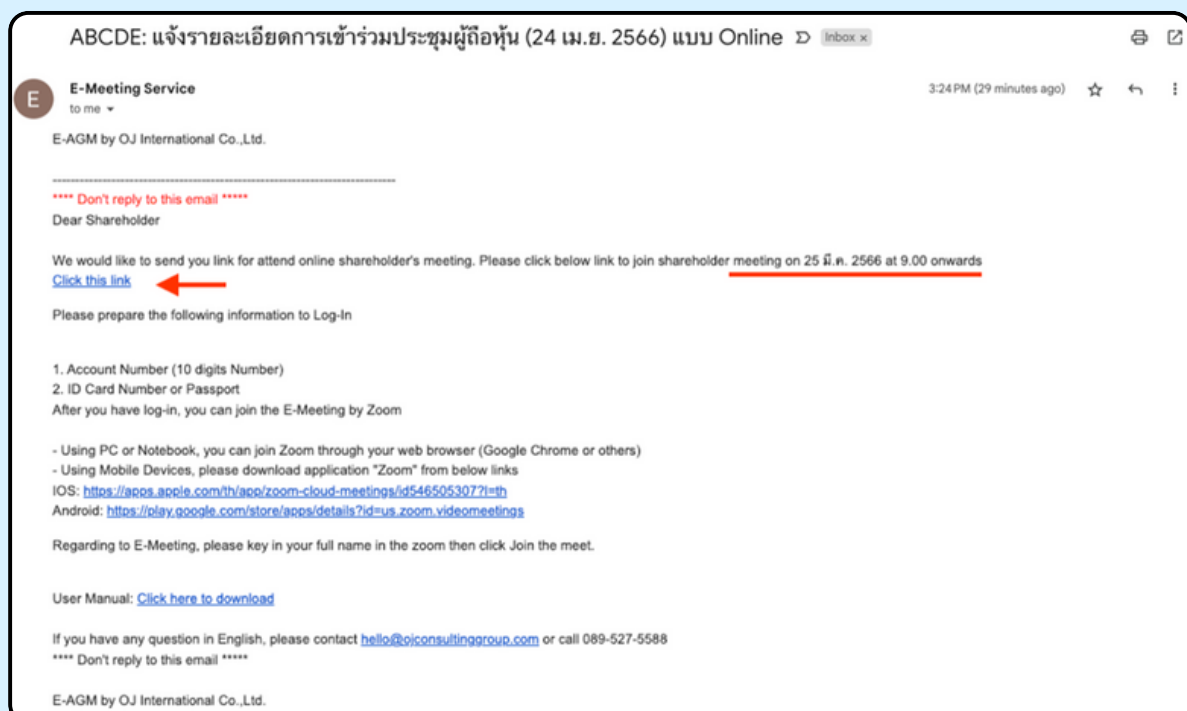 ABCDE: แจ้งรายละเอียดการเข้าร่วมประชุมผู้ถือหุ้น (24 เม.ย. 2566) แบบ Online Inbox x
E
E-Meeting Service
3:24 PM (29 minutes ago)
to me
E-AGM by OJ International Co.,Ltd.
**** Don't reply to this email *****
Dear Shareholder
We would like to send you link for attend online shareholder's meeting. Please click below link to join shareholder meeting on 25 มี.ค. 2566 at 9.00 onwards
Click this link
Please prepare the following information to Log-In
1. Account Number (10 digits Number)
2. ID Card Number or Passport
After you have log-in, you can join the E-Meeting by Zoom
- Using PC or Notebook, you can join Zoom through your web browser (Google Chrome or others)
- Using Mobile Devices, please download application "Zoom" from below links
IOS: https://apps.apple.com/th/app/zoom-cloud-meetings/id546505307?l=th
Android: https://play.google.com/store/apps/details?id=us.zoom.videomeetings
Regarding to E-Meeting, please key in your full name in the zoom then click Join the meet.
User Manual: Click here to download
If you have any question in English, please contact hello@ojconsultinggroup.com or call 089-527-5588
**** Don't reply to this email *****
E-AGM by OJ International Co.,Ltd.